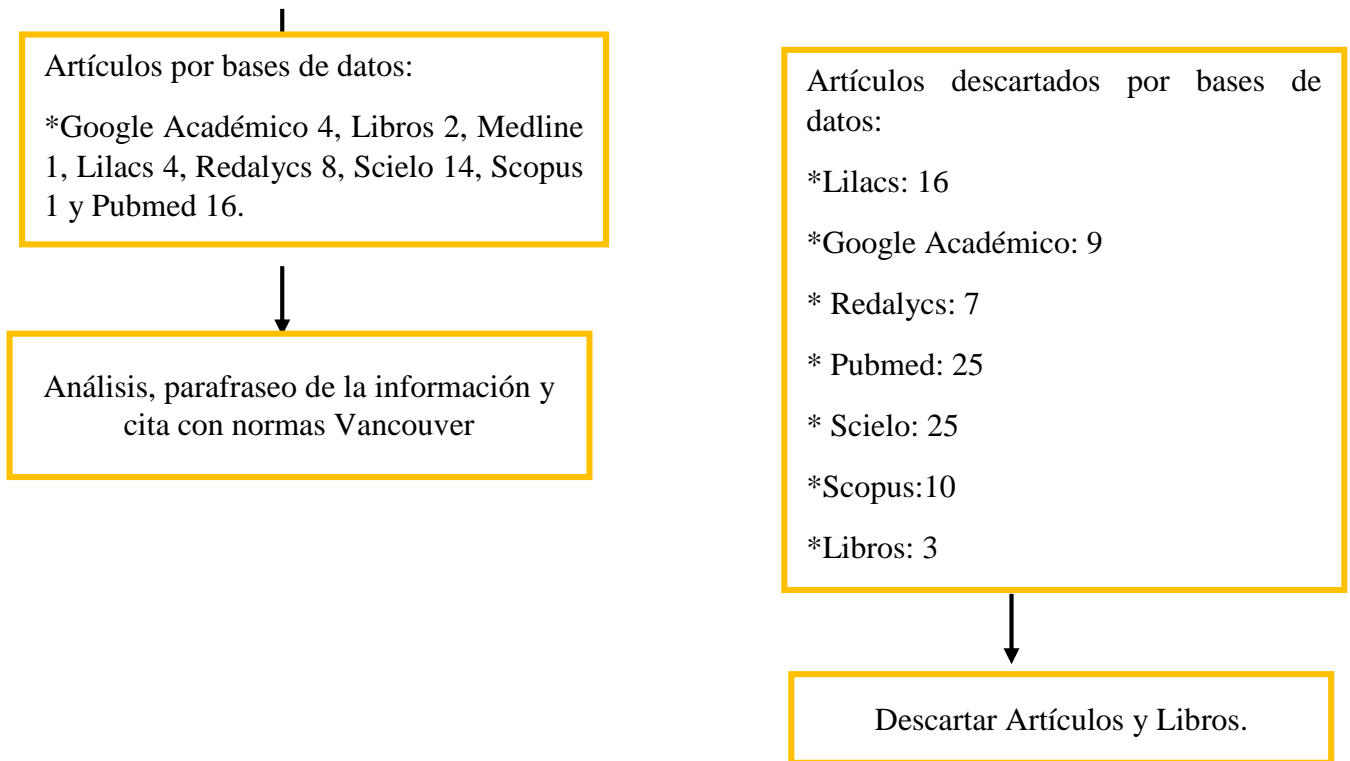 Artículos por bases de datos:
*Google Académico 4, Libros 2, Medline
1, Lilacs 4, Redalycs 8, Scielo 14, Scopus
1 y Pubmed 16.
Análisis, parafraseo de la información y
cita con normas Vancouver
Artículos descartados por bases de
datos:
*Lilacs: 16
*Google Académico: 9
* Redalycs: 7
* Pubmed: 25
* Scielo: 25
*Scopus:10
*Libros: 3
Descartar Artículos y Libros.